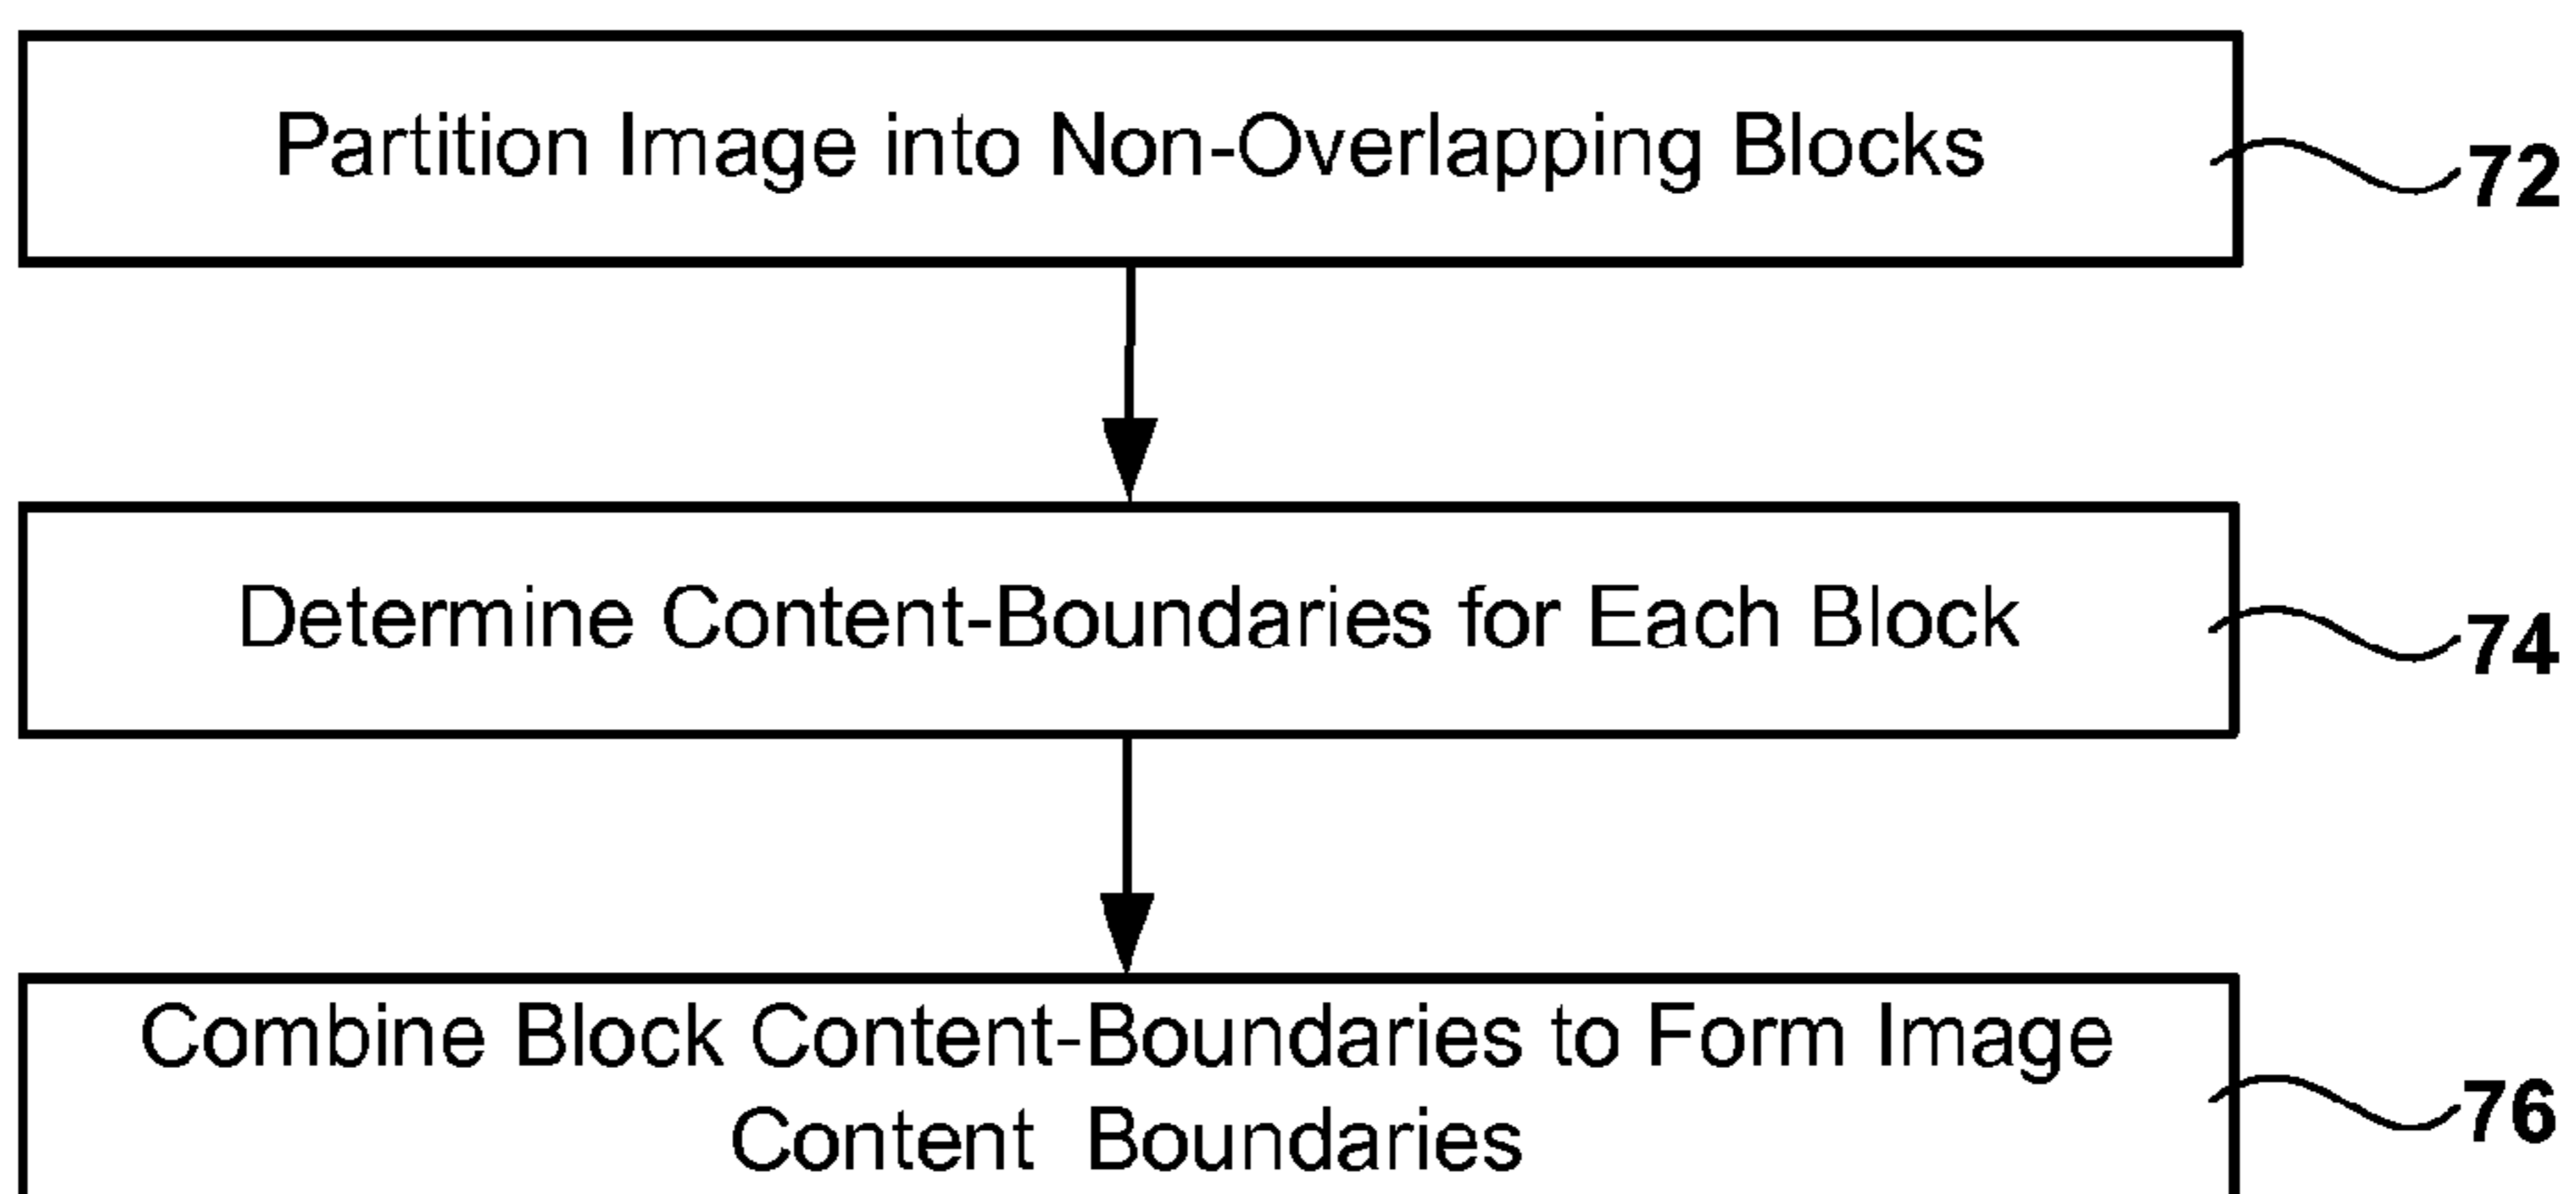 Partition Image into Non-Overlapping Blocks
72
Determine Content-Boundaries for Each Block
74
Combine Block Content-Boundaries to Form Image
Content Boundaries
76